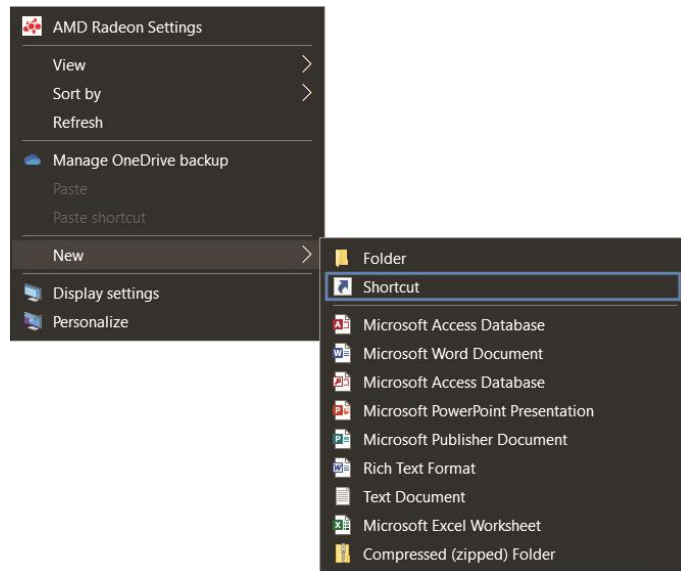 AMD Radeon Settings
View
Sort by
Refresh
Manage OneDrive backup
Paste
Paste shortcut
New
Display settings
Personalize
Folder
Shortcut
Microsoft Access Database
Microsoft Word Document
Microsoft Access Database
Microsoft PowerPoint Presentation
Microsoft Publisher Document
Rich Text Format
Text Document
Microsoft Excel Worksheet
Compressed (zipped) Folder